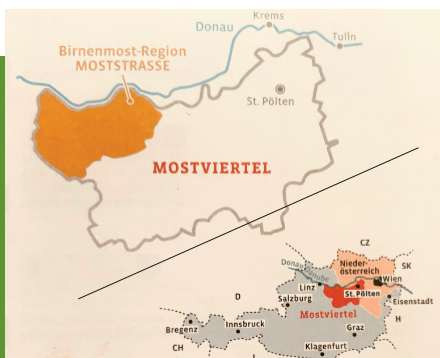 Krems
Donau
Tulln
Birnenmost-Region
MOSTSTRASSE
St. Pölten
MOSTVIERTEL
CZ
Nieder-
österreich
SK
Donau/Danube
Wien
Linz
St. Pölten
Eisenstadt
D
Salzburg
Mostviertel
H
Bregenz
Innsbruck
Graz
CH
Klagenfurt
I